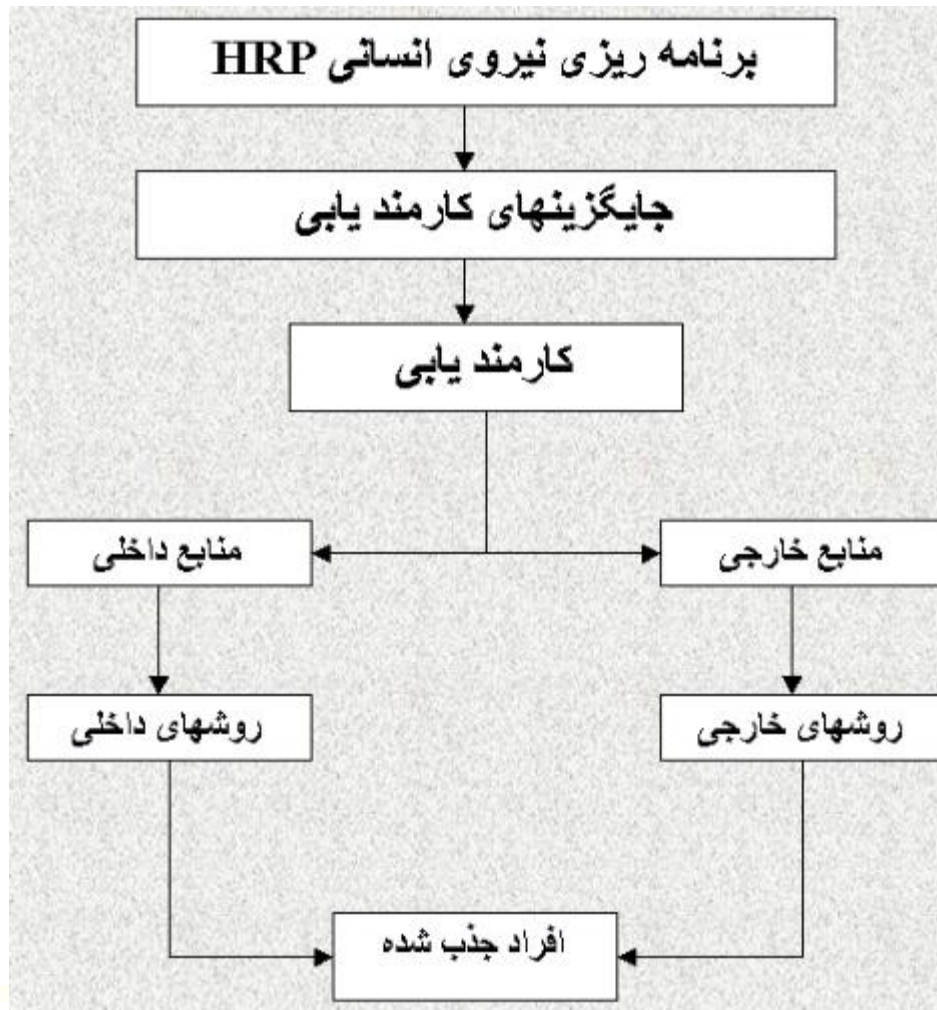 برنامه ریزی نیروی انسانی HRP
جایگزینهای کارمند یابی
کارمند یابی
منابع خارجی
منابع داخلی
روشهای خارجی
روشهای داخلی
افراد جذب شده